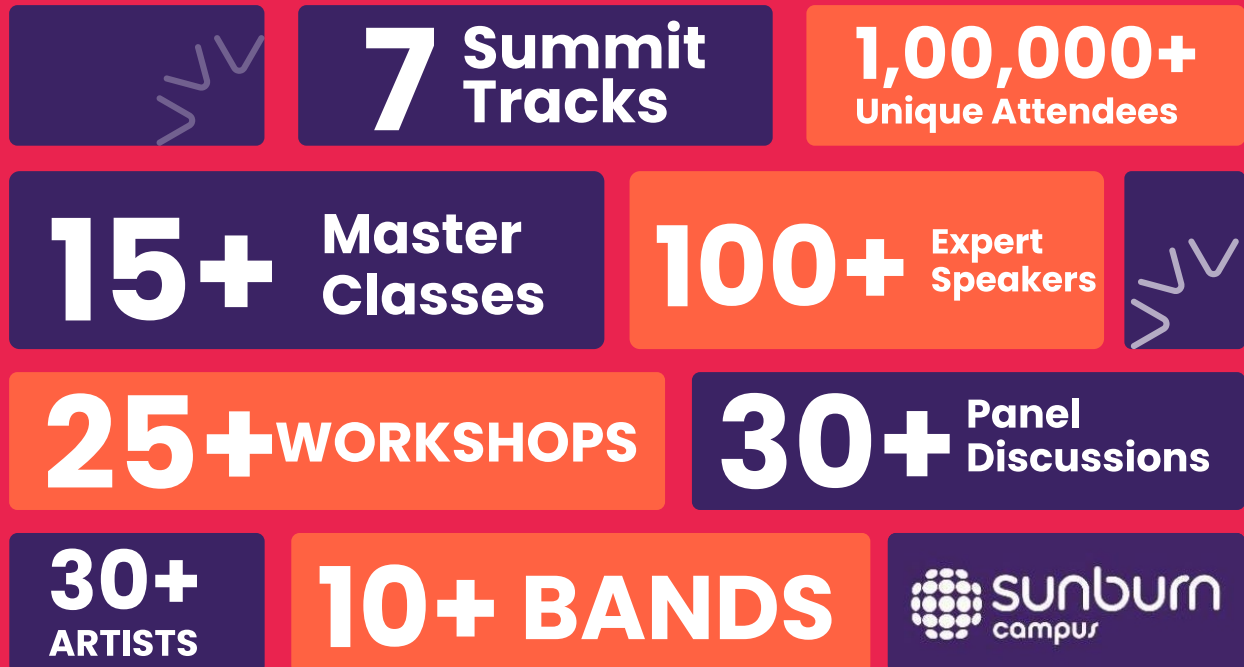 7 Summit
Tracks
1,00,000+
Unique Attendees
15+ Master
Classes
100+ Expert
Speakers
25+ WORKSHOPS
30+ Panel
Discussions
30+
ARTISTS
10+ BANDS
sunburn
campus